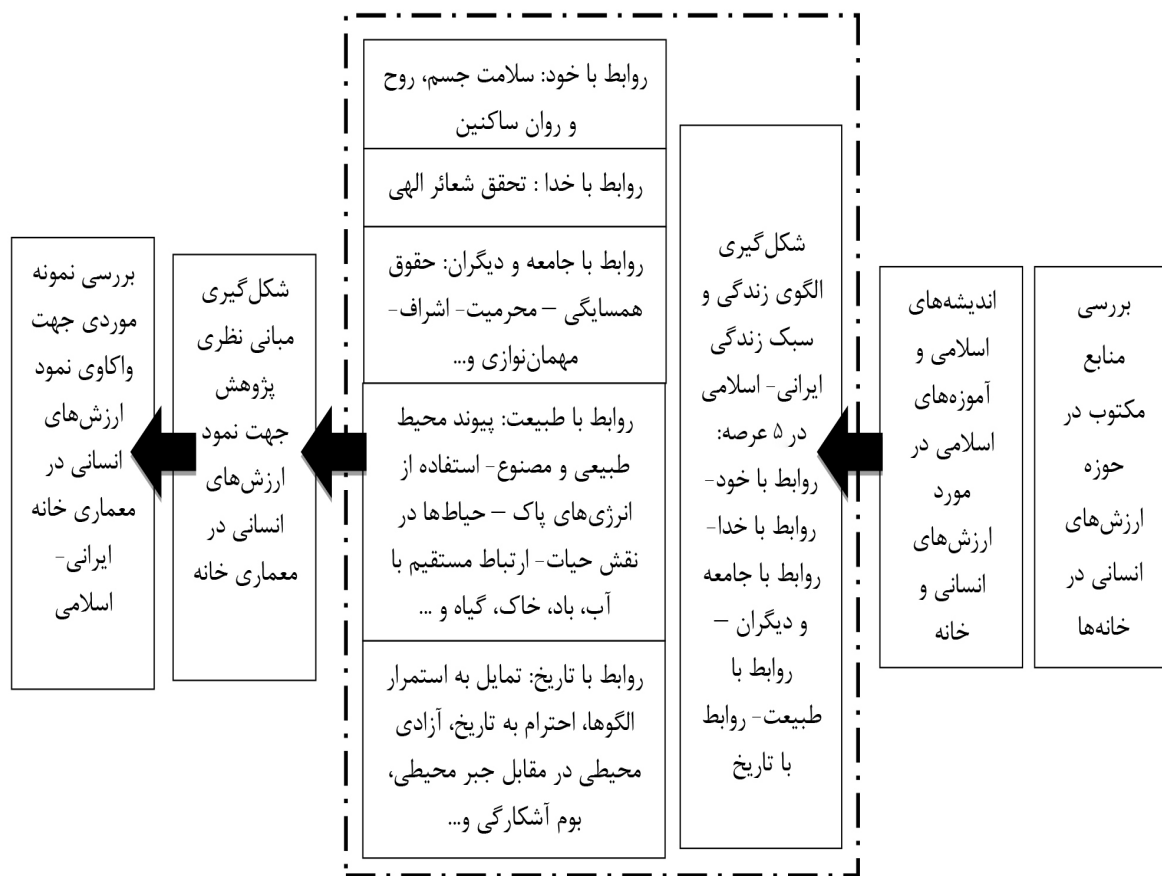 بررسی
منابع
مکتوب در
حوزه
ارزش‌های
انسانی در
خانه‌ها
اندیشه‌های
اسلامی و
آموزه‌های
اسلامی در
مورد
ارزش‌های
انسانی و
خانه
شکل‌گیری
الگوی زندگی و
سبک زندگی
ایرانی- اسلامی
در ۵ عرصه:
روابط با خود-
روابط با خدا-
روابط با جامعه
و دیگران –
روابط با
طبیعت- روابط
با تاریخ
روابط با خود: سلامت جسم، روح
و روان ساکنین
روابط با خدا : تحقق شعائر الهی
روابط با جامعه و دیگران: حقوق
همسایگی – محرمیت- اشراف-
مهمان‌نوازی و...
روابط با طبیعت: پیوند محیط
طبیعی و مصنوع- استفاده از
انرژی‌های پاک – حیاط‌ها در
نقش حیات- ارتباط مستقیم با
آب، باد، خاک، گیاه و ...
روابط با تاریخ: تمایل به استمرار
الگوها، احترام به تاریخ، آزادی
محیطی در مقابل جبر محیطی،
بوم آشکارگی و...
شکل‌گیری
مبانی نظری
پژوهش
جهت نمود
ارزش‌های
انسانی در
معماری خانه
بررسی نمونه
موردی جهت
واکاوی نمود
ارزش‌های
انسانی در
معماری خانه
ایرانی-
اسلامی